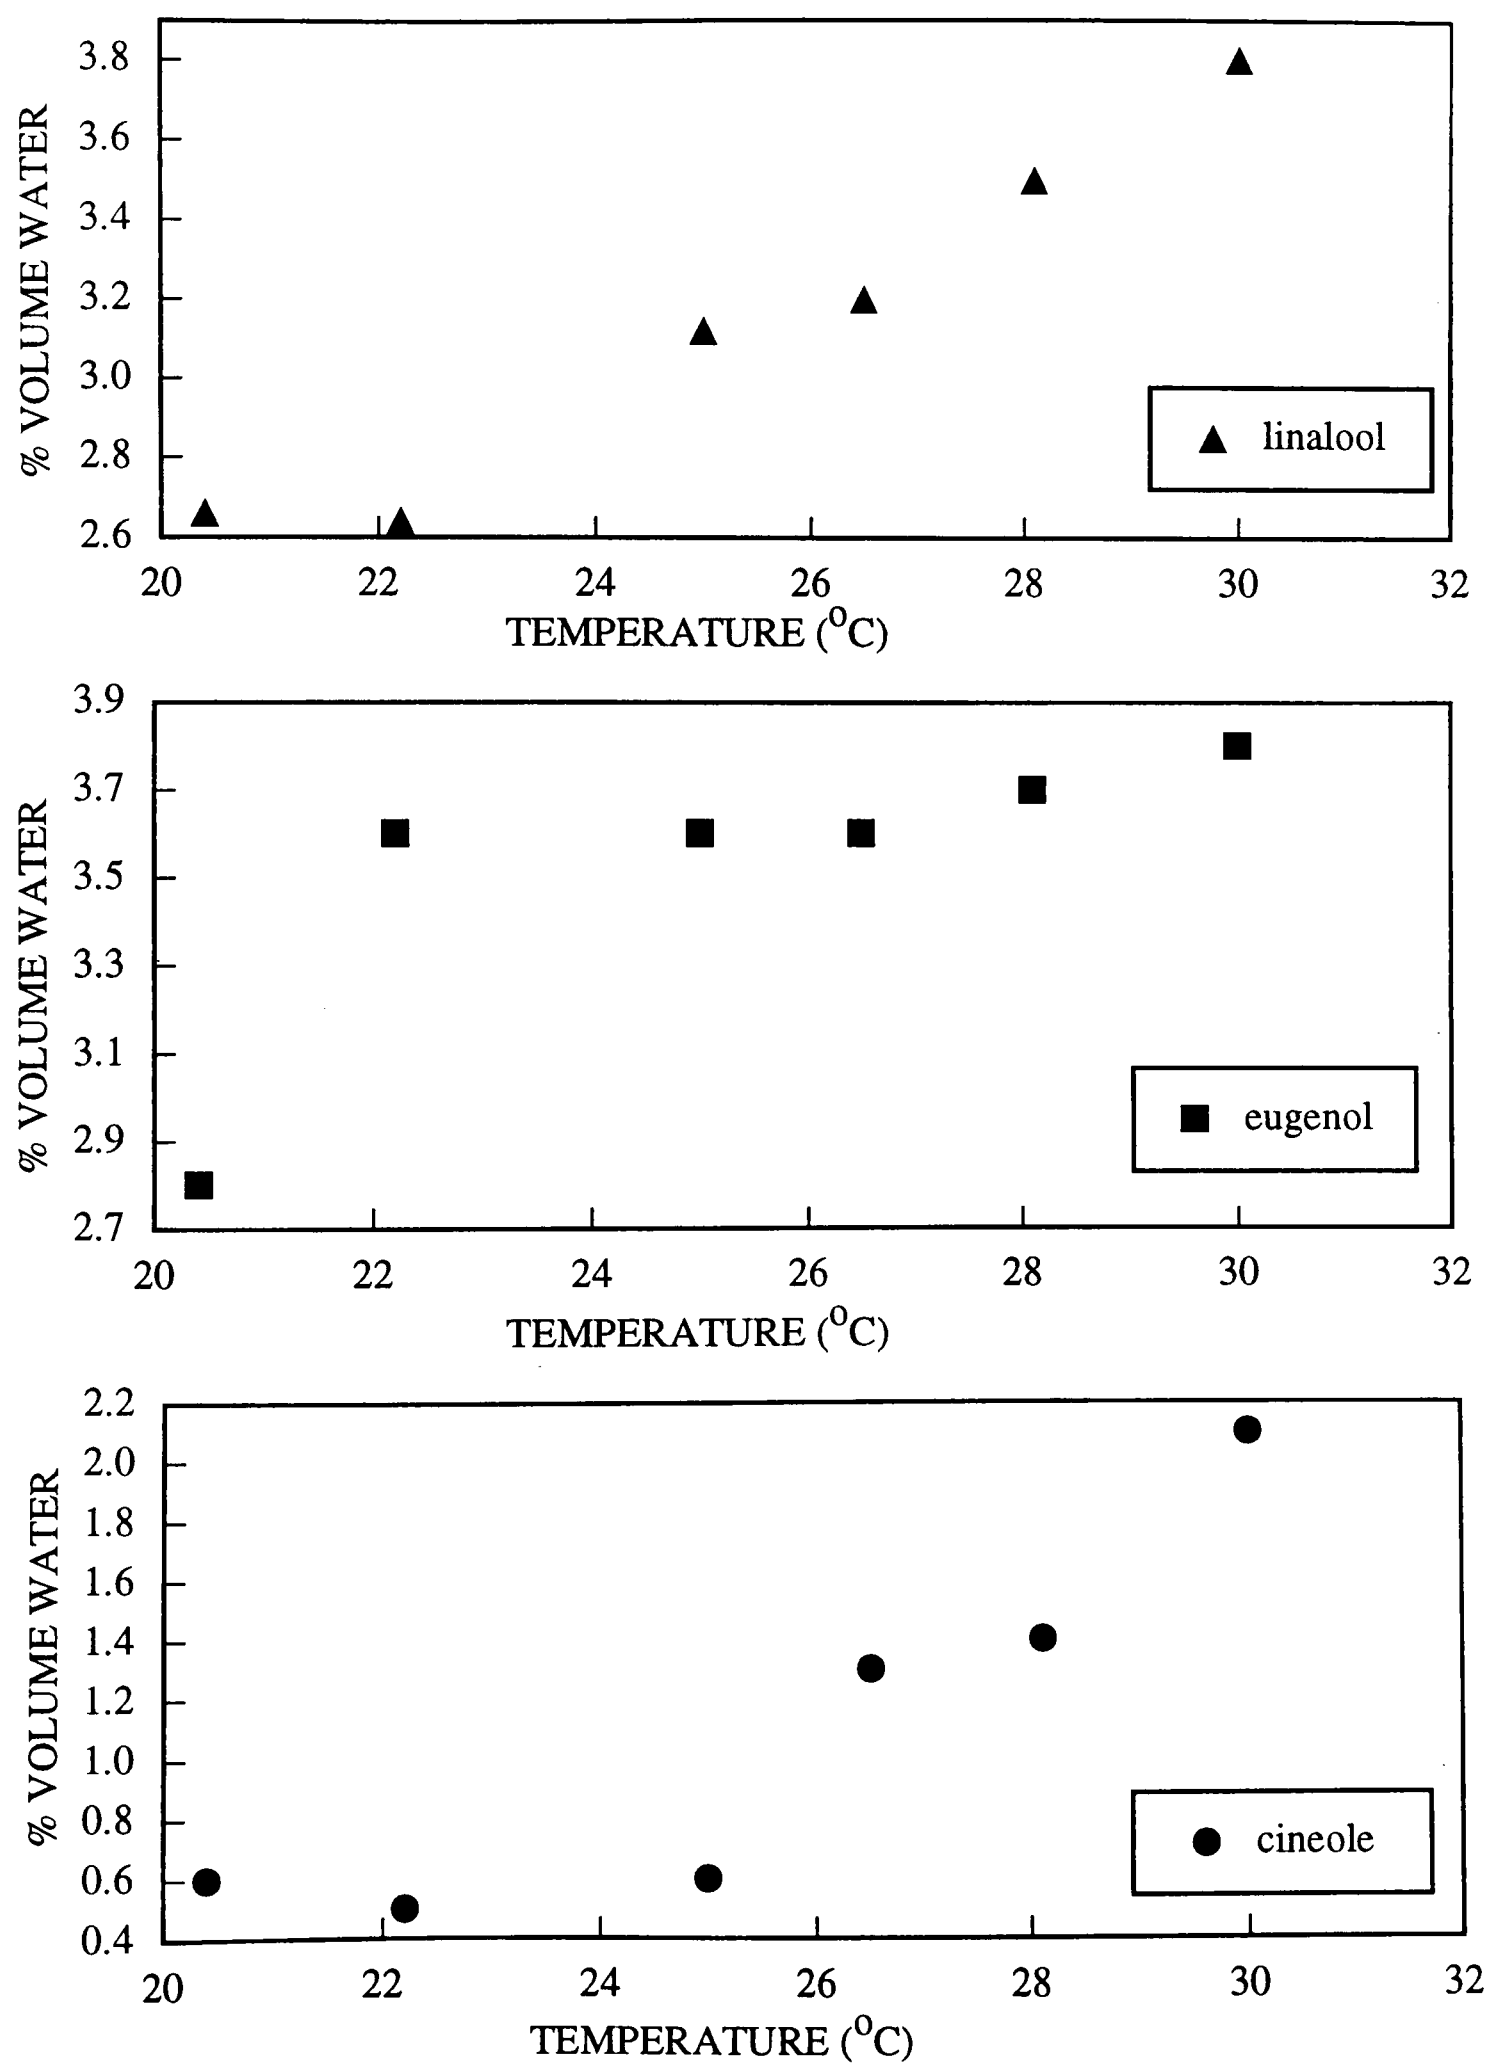 % VOLUME WATER
3.8
3.6
3.4
3.2
3.0
2.8
2.6
20 22 24 26 28 30 32
TEMPERATURE (°C)
linalool
% VOLUME WATER
3.9
3.7
3.5
3.3
3.1
2.9
2.7
20 22 24 26 28 30 32
TEMPERATURE (°C)
eugenol
% VOLUME WATER
2.2
2.0
1.8
1.6
1.4
1.2
1.0
0.8
0.6
0.4
20 22 24 26 28 30 32
TEMPERATURE (°C)
cineole